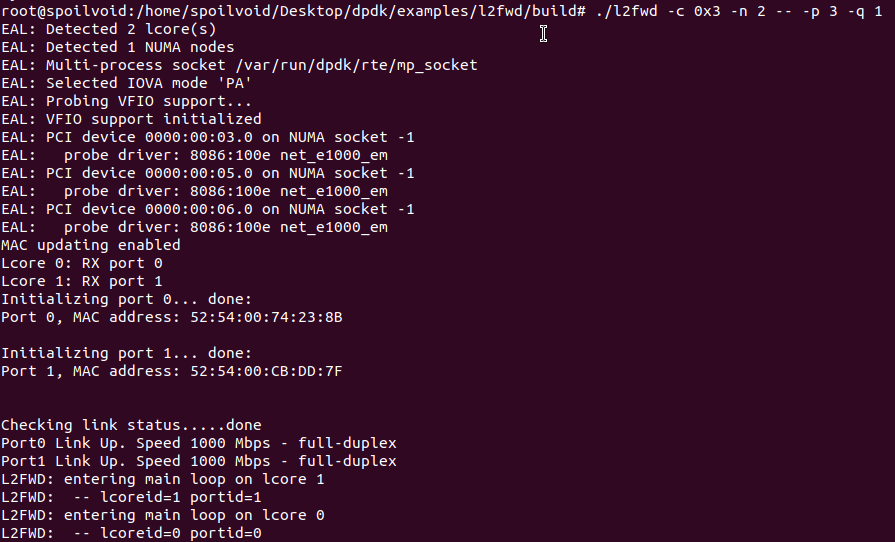 root@spoilvoid:/home/spoilvoid/Desktop/dpdk/examples/l2fwd/build# ./l2fwd -c 0x3 -n 2 -- -p 3 -q 1
EAL: Detected 2 lcore(s)
EAL: Detected 1 NUMA nodes
EAL: Multi-process socket /var/run/dpdk/rte/mp_socket
EAL: Selected IOVA mode 'PA'
EAL: Probing VFIO support...
EAL: VFIO support initialized
EAL: PCI device 0000:00:03.0 on NUMA socket -1
EAL:   probe driver: 8086:100e net_e1000_em
EAL: PCI device 0000:00:05.0 on NUMA socket -1
EAL:   probe driver: 8086:100e net_e1000_em
EAL: PCI device 0000:00:06.0 on NUMA socket -1
EAL:   probe driver: 8086:100e net_e1000_em
MAC updating enabled
Lcore 0: RX port 0
Lcore 1: RX port 1
Initializing port 0... done:
Port 0, MAC address: 52:54:00:74:23:8B
Initializing port 1... done:
Port 1, MAC address: 52:54:00:CB:DD:7F
Checking link status.....done
Port0 Link Up. Speed 1000 Mbps - full-duplex
Port1 Link Up. Speed 1000 Mbps - full-duplex
L2FWD: entering main loop on lcore 1
L2FWD:  -- lcoreid=1 portid=1
L2FWD: entering main loop on lcore 0
L2FWD:  -- lcoreid=0 portid=0